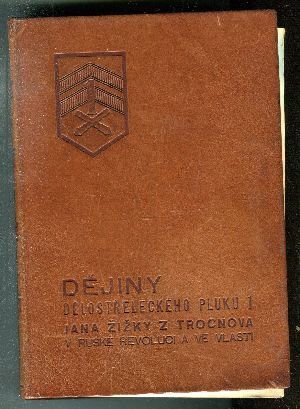 DĚJINY
DĚLOSTŘELECKÉHO PLUKU 1
JANA ŽIŽKY Z TROCNOVA
V RUSKÉ REVOLUCI A VE VLASTI